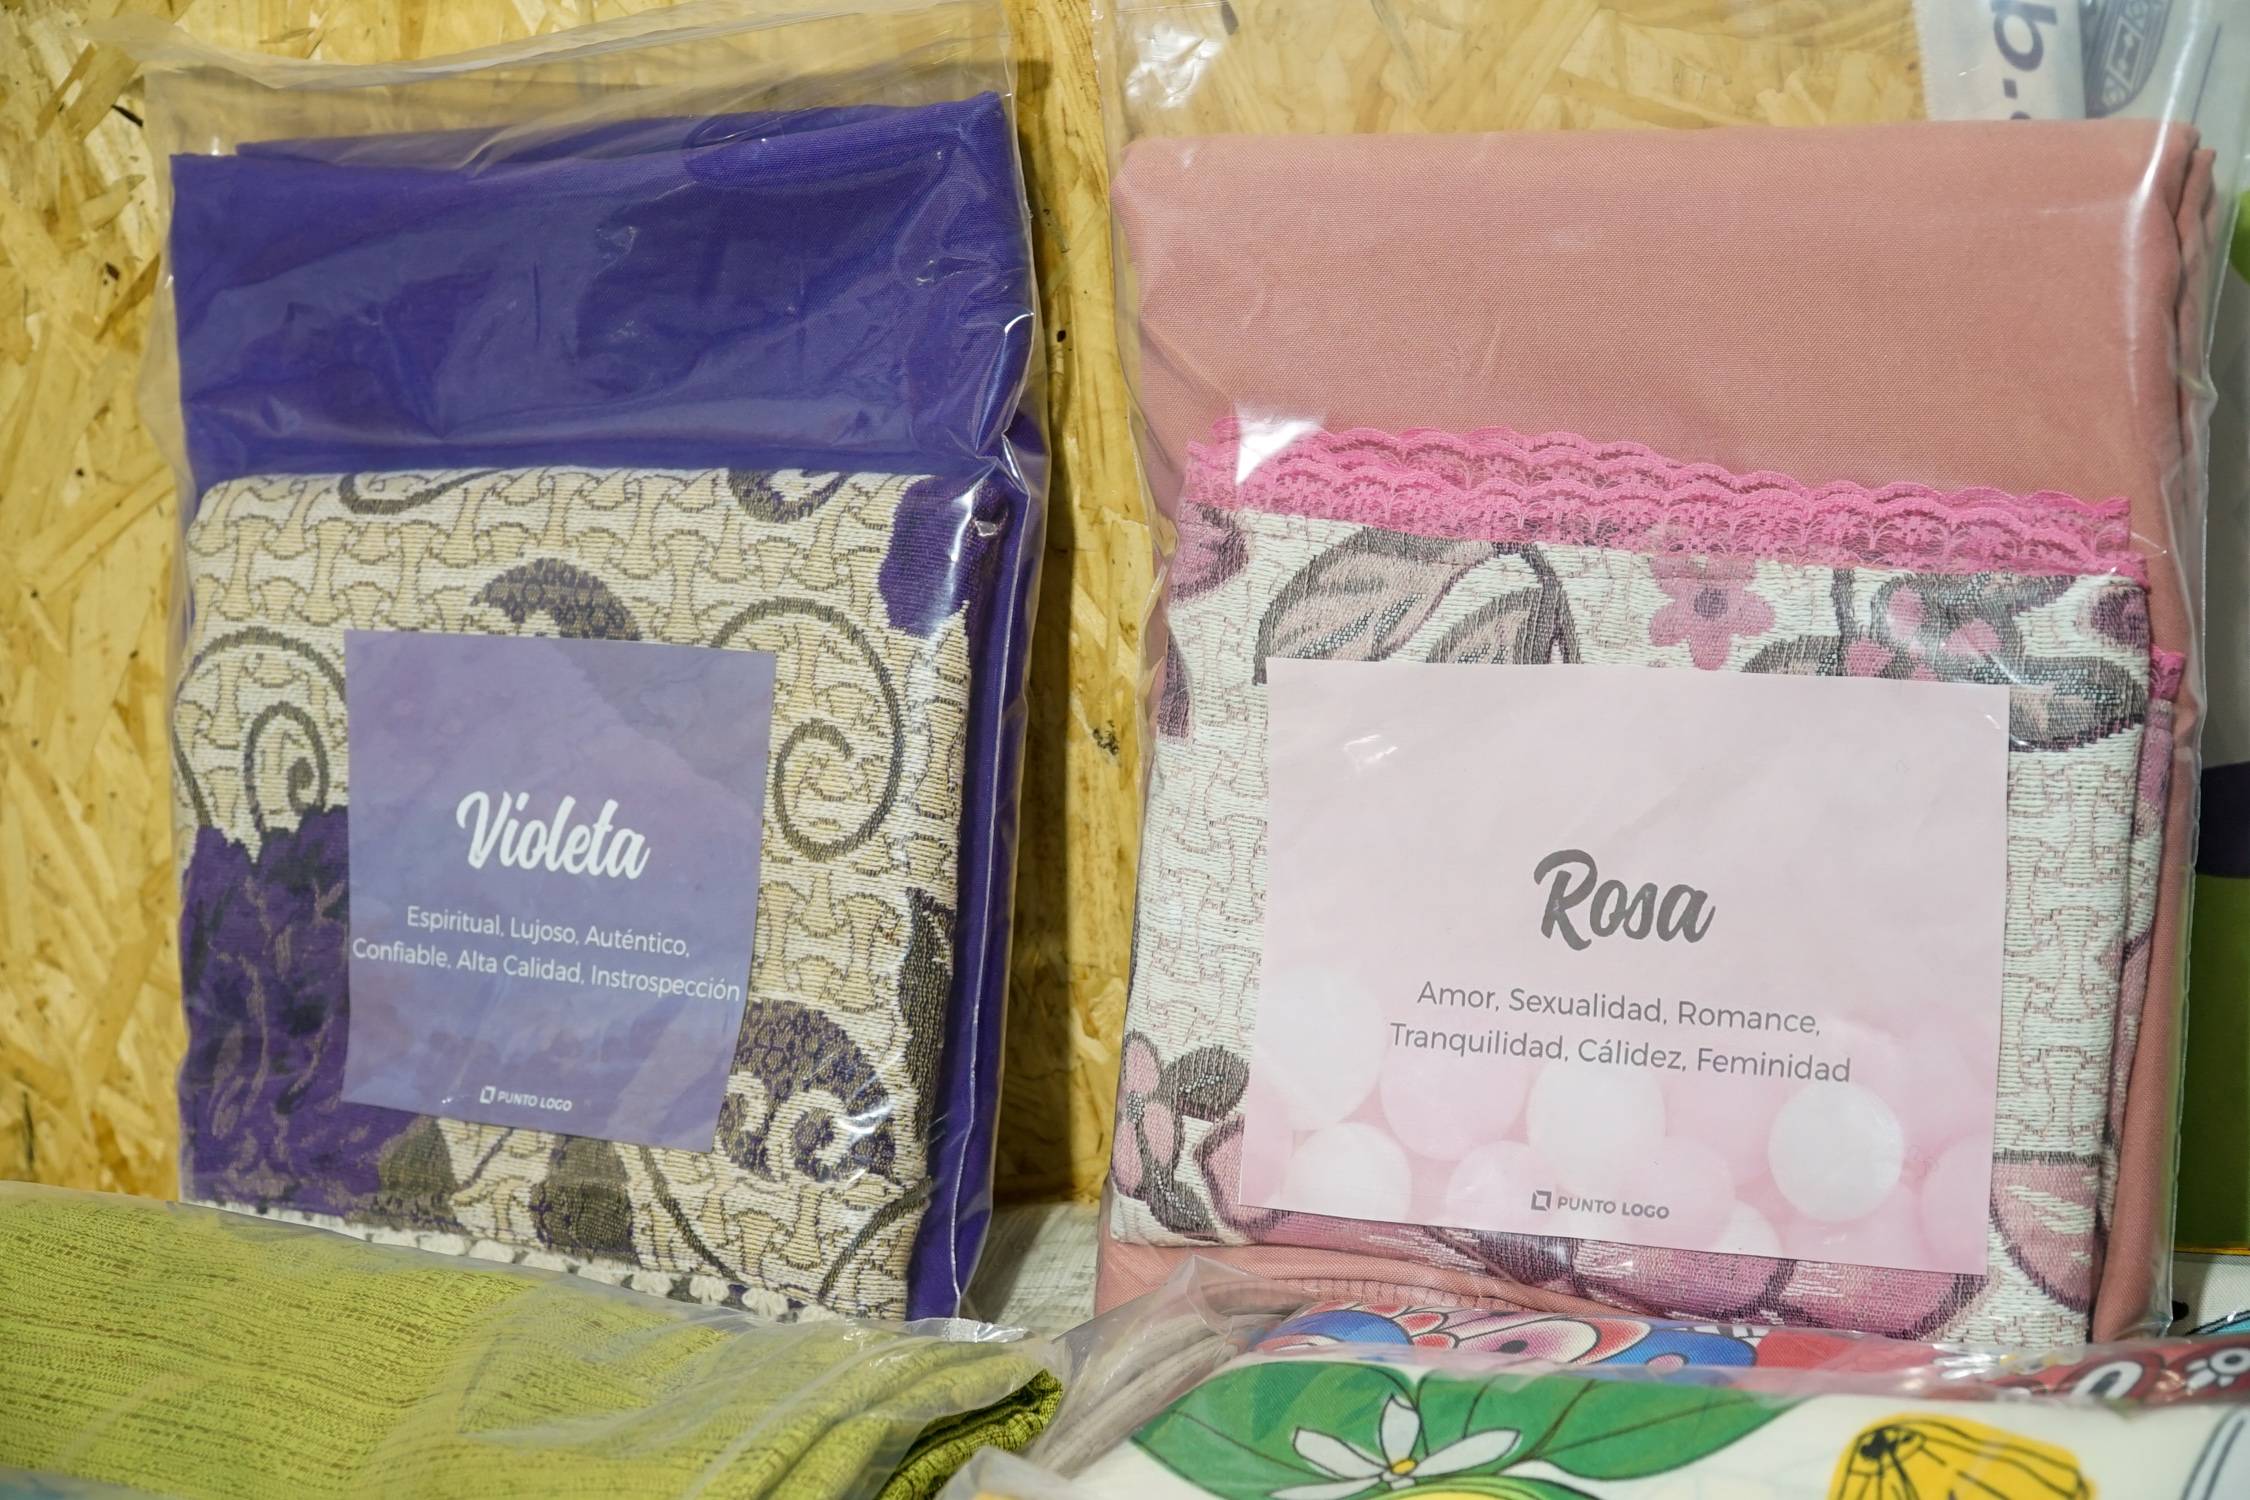 Violeta
Espiritual, Lujoso, Auténtico,
Confiable, Alta Calidad, Instrospección
PUNTO LOGO
Rosa
Amor, Sexualidad, Romance,
Tranquilidad, Cálidez, Feminidad
PUNTO LOGO